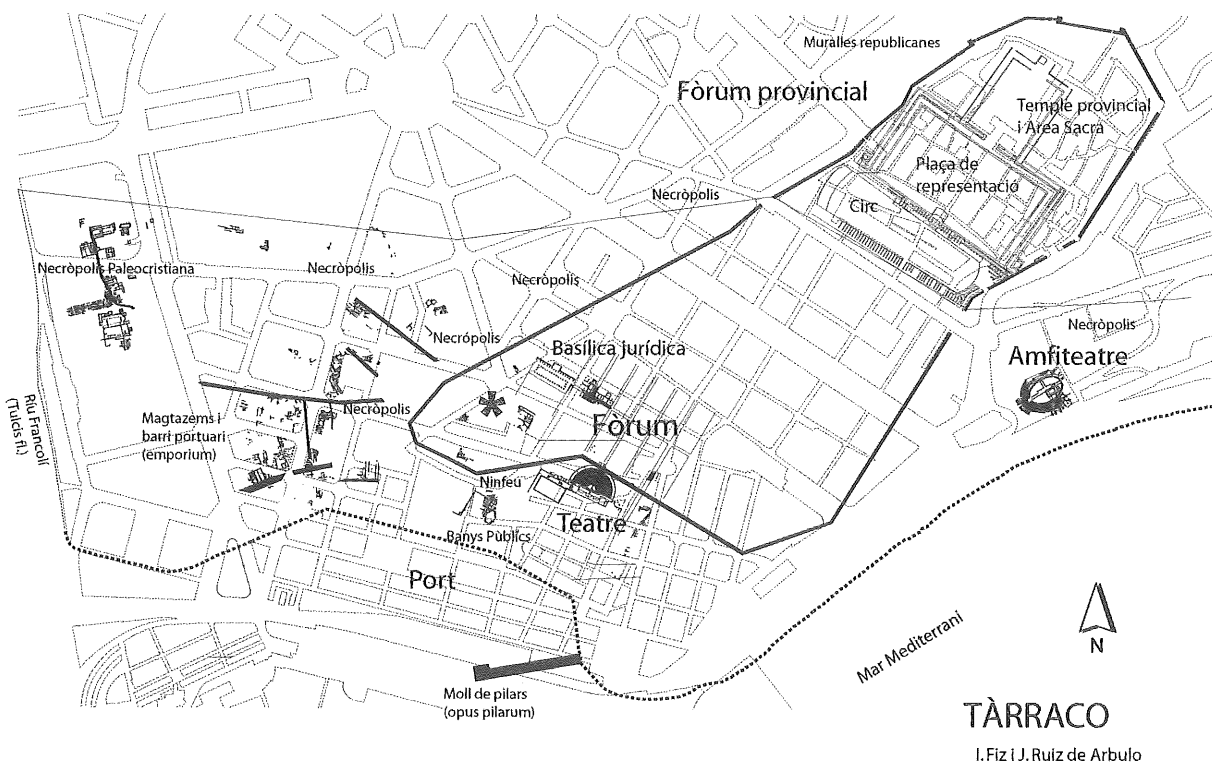 Muralles republicanes
Fòrum provincial
Temple provincial
i Àrea Sacra
Plaça de
representació
Necròpolis
Circ
Necròpolis Paleocristiana
Necròpolis
Necròpolis
Necròpolis
Necrópolis
Basílica jurídica
Amfiteatre
Riu Francolí
(Tulcis fl.)
Magtazems i
barri portuari
(emporium)
Necròpolis
Fòrum
Ninfeu
Teatre
Banys Públics
Port
Mar Mediterrani
N
Moll de pilars
(opus pilarum)
TÀRRACO
I. Fiz i J. Ruiz de Arbulo